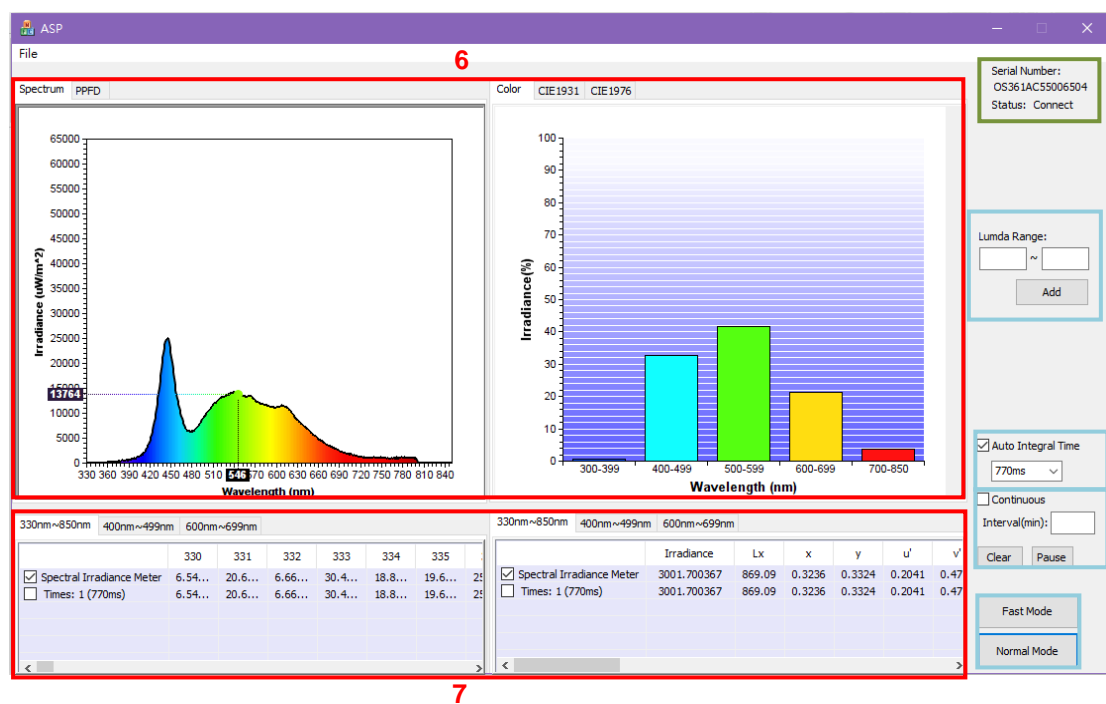 ASP
File
6
Spectrum PPFD
Color CIE1931 CIE1976
Serial Number:
OS361AC55006504
Status: Connect
65000
60000
55000
50000
45000
40000
35000
30000
25000
20000
13764
10000
5000
0
Irradiance (uW/m^2)
330 360 390 420 450 480 510 546 570 600 630 660 690 720 750 780 810 840
Wavelength (nm)
100
90
80
70
60
50
40
30
20
10
0
Irradiance(%)
300-399 400-499 500-599 600-699 700-850
Wavelength (nm)
Lumda Range:
~
Add
Auto Integral Time
770ms
Continuous
Interval(min):
Clear Pause
Fast Mode
Normal Mode
330nm~850nm 400nm~499nm 600nm~699nm
330 331 332 333 334 335
Spectral Irradiance Meter 6.54... 20.6... 6.66... 30.4... 18.8... 19.6... 25
Times: 1 (770ms) 6.54... 20.6... 6.66... 30.4... 18.8... 19.6... 25
330nm~850nm 400nm~499nm 600nm~699nm
Irradiance Lx x y u' v'
Spectral Irradiance Meter 3001.700367 869.09 0.3236 0.3324 0.2041 0.47
Times: 1 (770ms) 3001.700367 869.09 0.3236 0.3324 0.2041 0.47
7